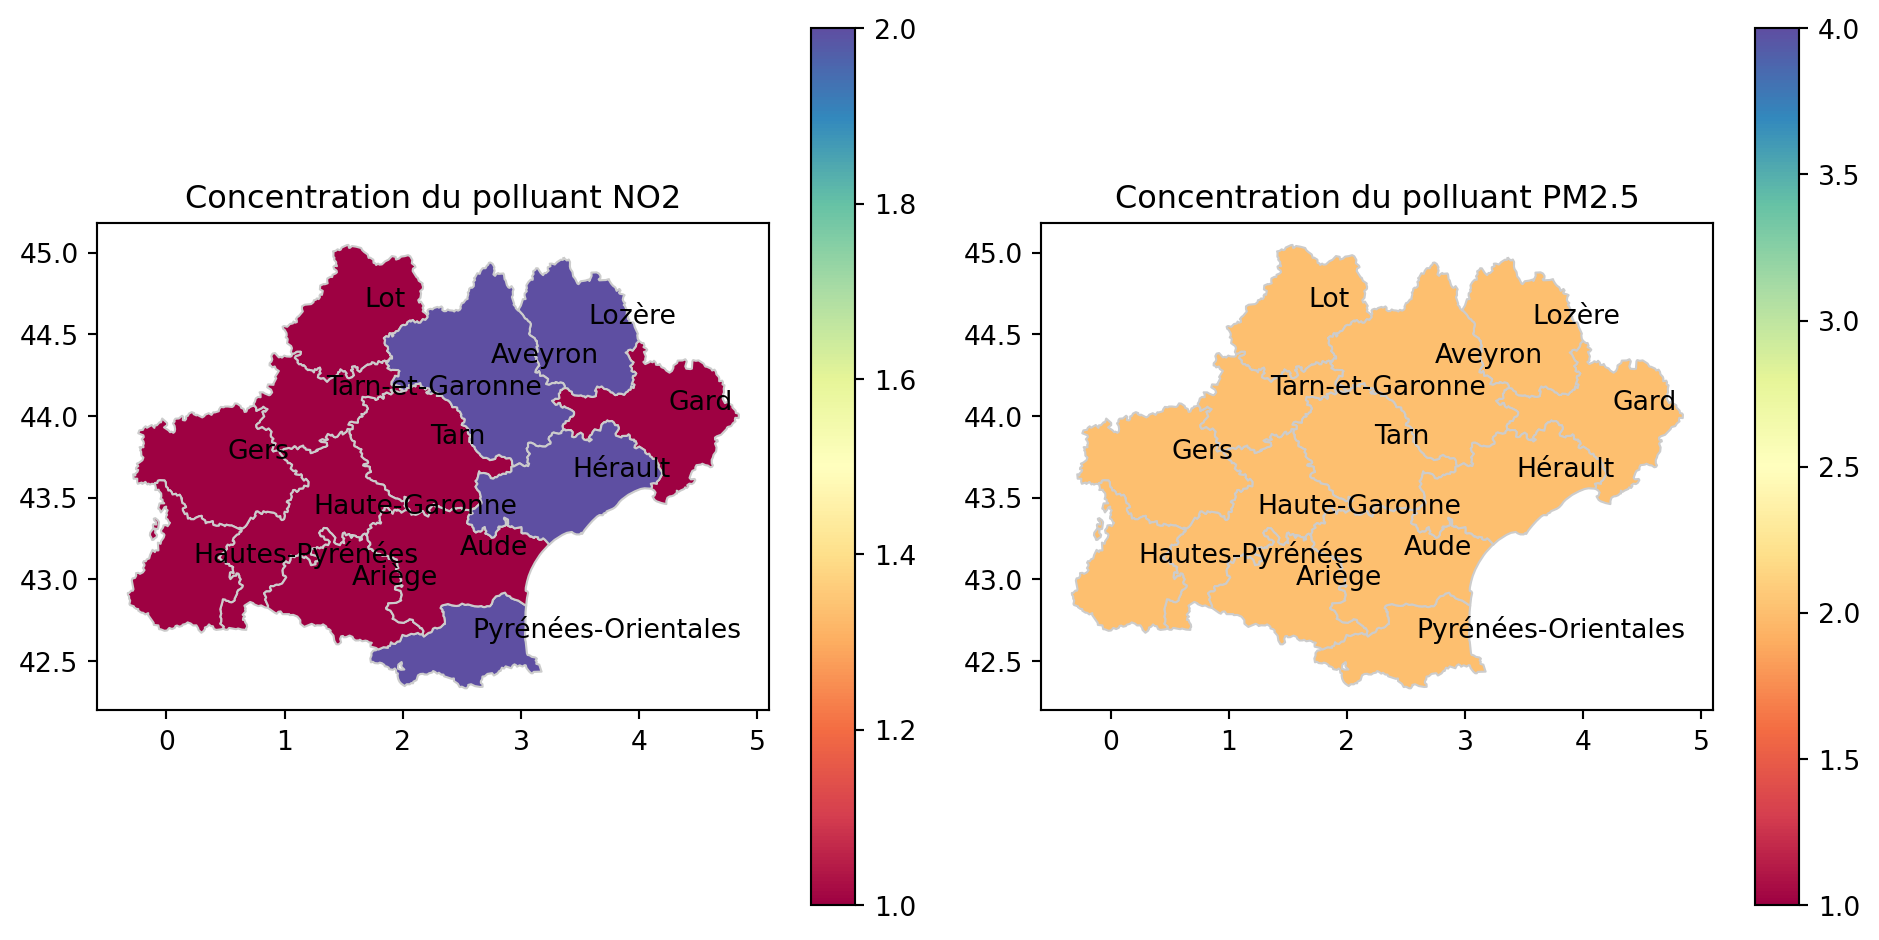 Concentration du polluant NO2
45.0
44.5
44.0
43.5
43.0
42.5
0 1 2 3 4 5
Lot
Lozère
Aveyron
Tarn-et-Garonne
Gard
Tarn
Gers
Hérault
Haute-Garonne
Aude
Hautes-Pyrénées
Ariège
Pyrénées-Orientales
2.0
1.8
1.6
1.4
1.2
1.0
Concentration du polluant PM2.5
45.0
44.5
44.0
43.5
43.0
42.5
0 1 2 3 4 5
Lot
Lozère
Aveyron
Tarn-et-Garonne
Gard
Tarn
Gers
Hérault
Haute-Garonne
Aude
Hautes-Pyrénées
Ariège
Pyrénées-Orientales
4.0
3.5
3.0
2.5
2.0
1.5
1.0